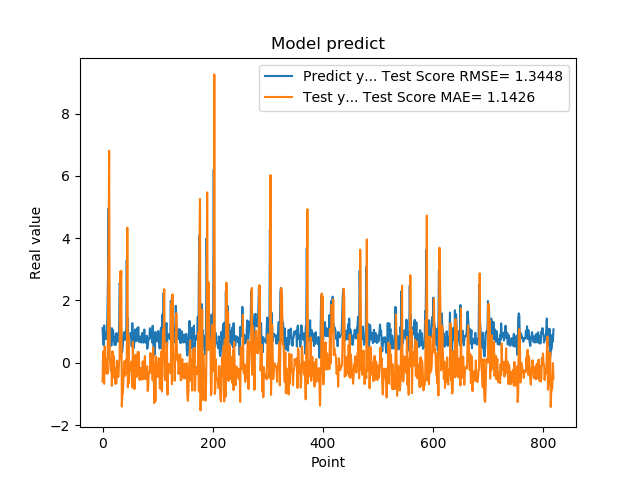 Model predict
Predict y... Test Score RMSE= 1.3448
Test y... Test Score MAE= 1.1426
Real value
8
6
4
2
0
−2
0 200 400 600 800
Point